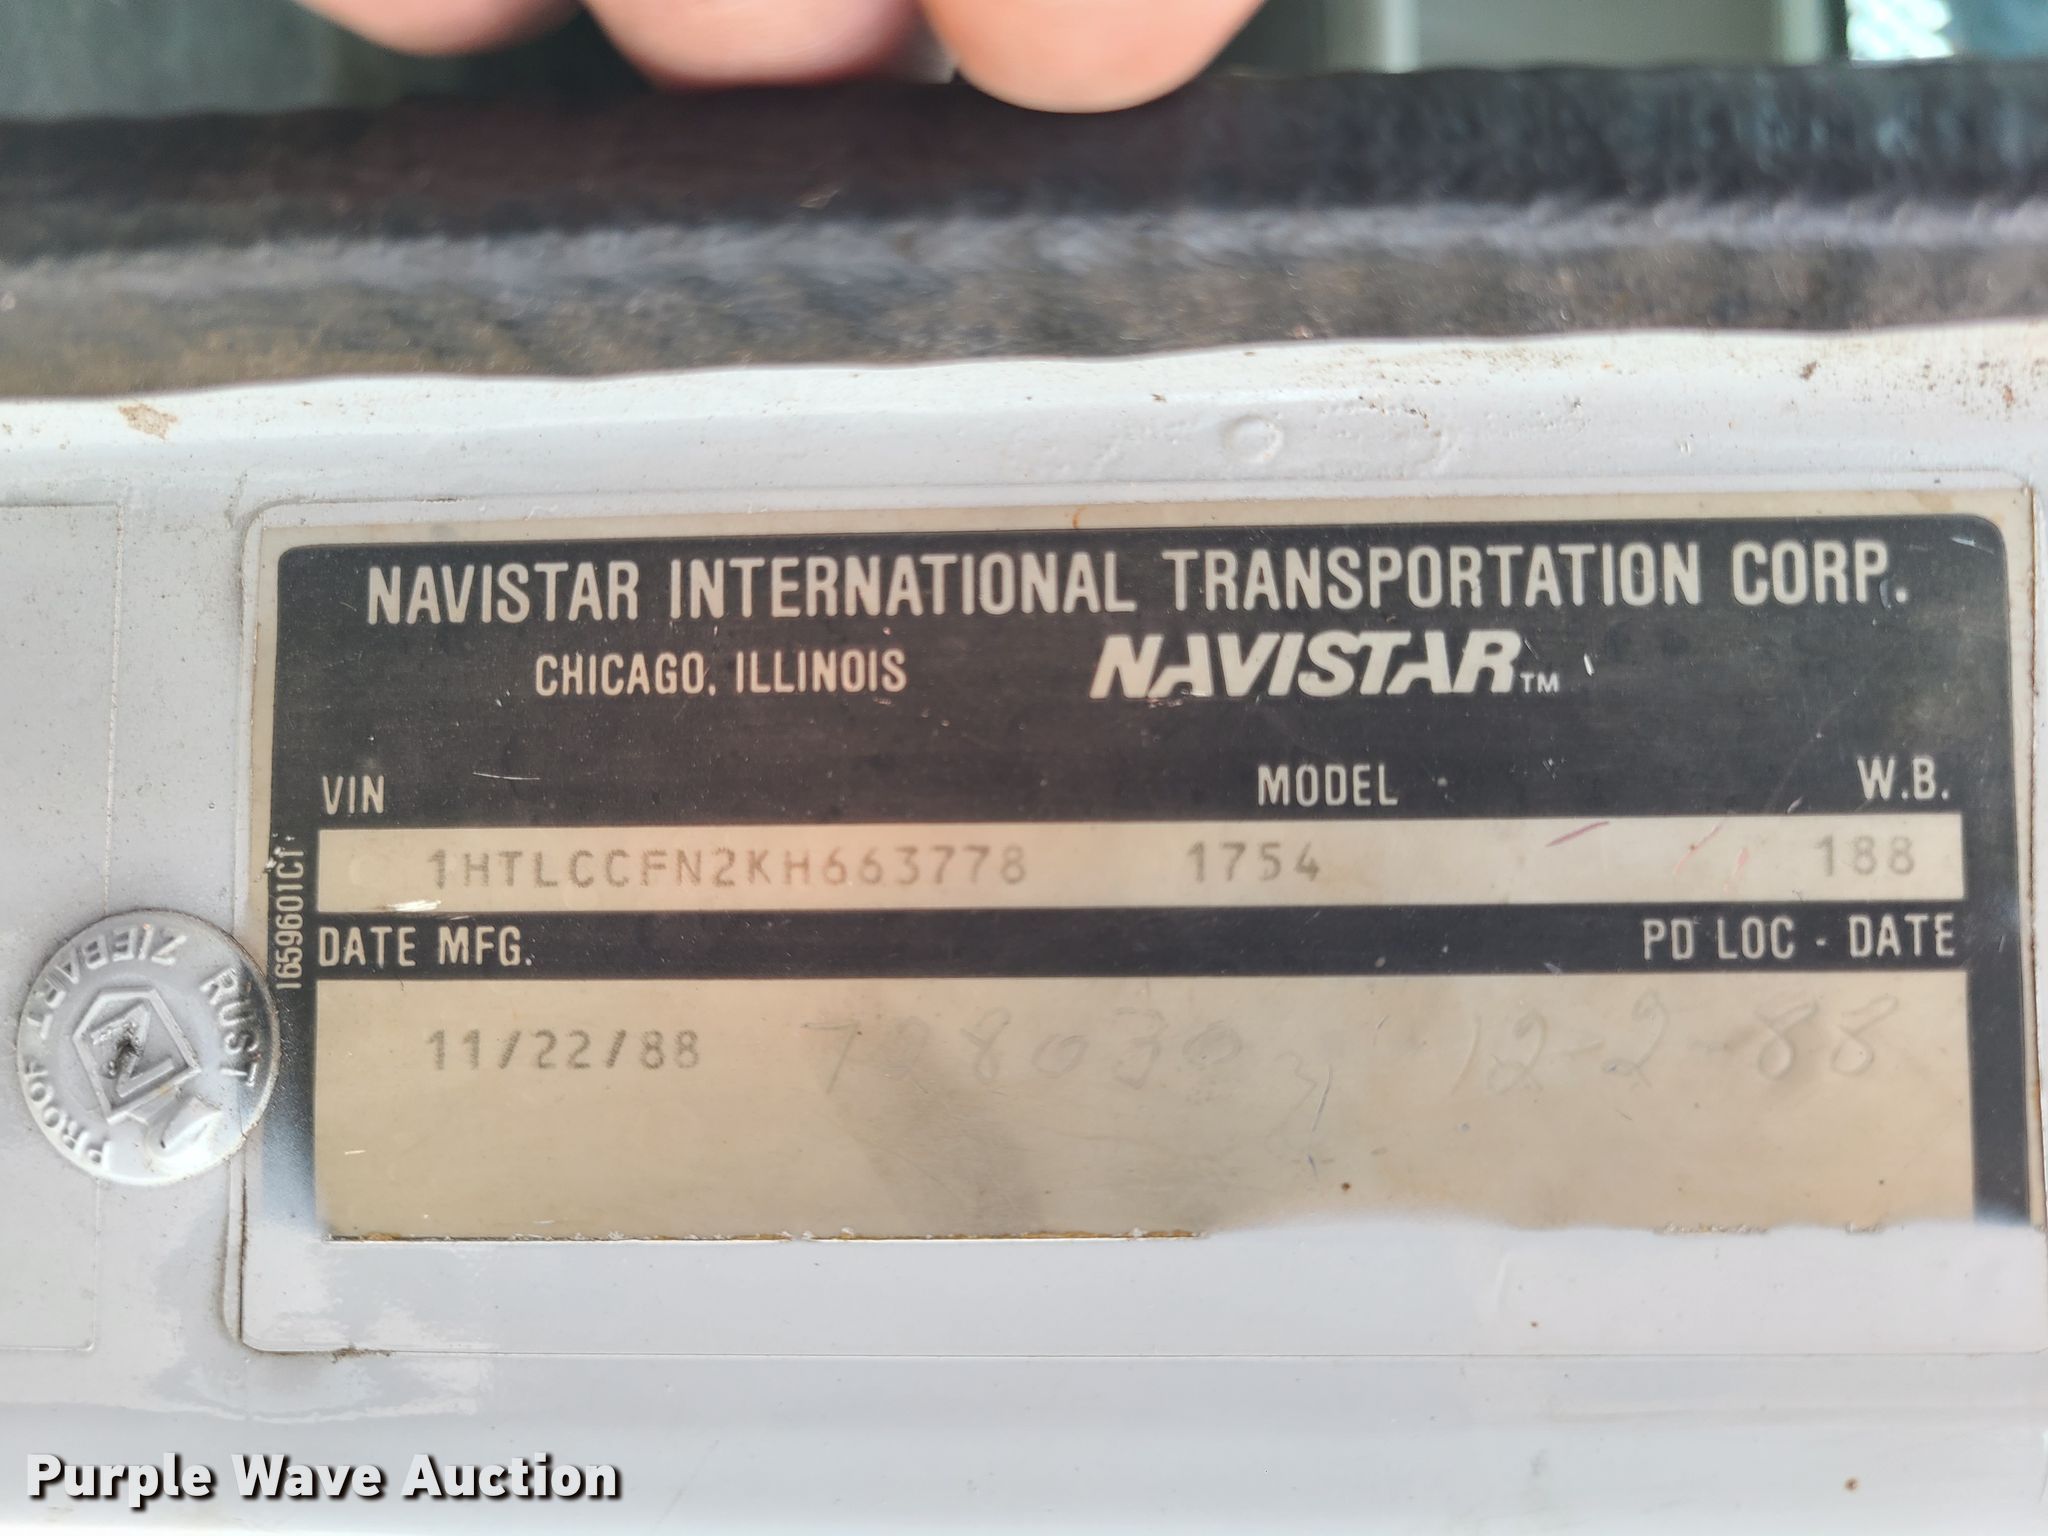 NAVISTAR INTERNATIONAL TRANSPORTATION CORP.
CHICAGO, ILLINOIS NAVISTAR™
VIN MODEL W.B.
1HTLCCFN2KH663778 1754 188
1659601C1
DATE MFG. PD LOC - DATE
11/22/88 728030 12-2-88
ZIEBART RUST PROOF
Purple Wave Auction